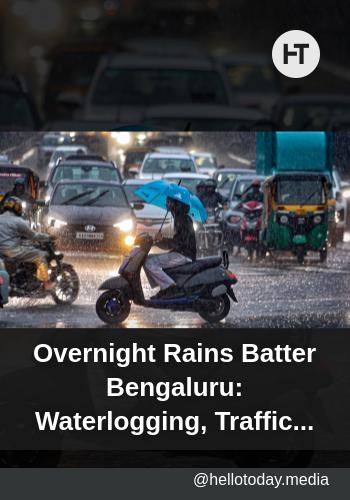 HT
Overnight Rains Batter
Bengaluru:
Waterlogging, Traffic...
@hellotoday.media